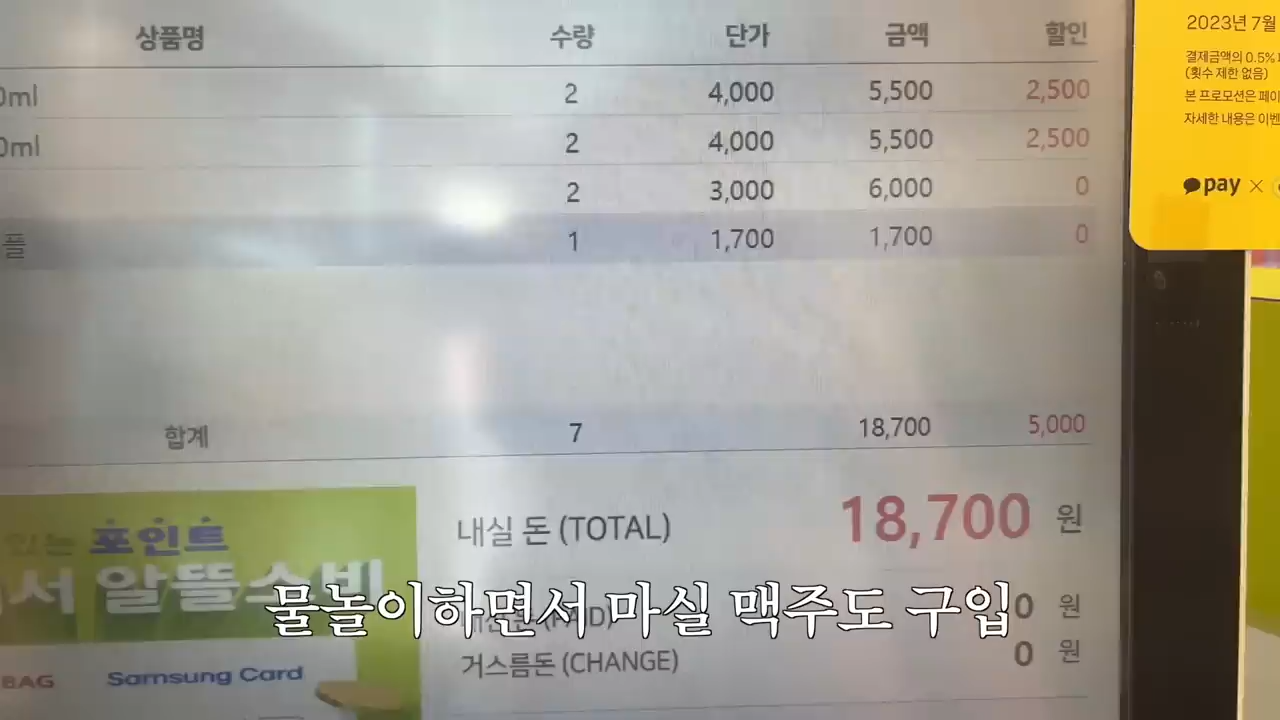 상품명 수량 단가 금액 할인
0ml 2 4,000 5,500 2,500
0ml 2 4,000 5,500 2,500
2 3,000 6,000 0
플 1 1,700 1,700 0
합계 7 18,700 5,000
내실 돈 (TOTAL) 18,700 원
0 원
거스름돈 (CHANGE) 0 원
있는 포인트
서 알뜰소비
BAG Samsung Card
물놀이하면서 마실 맥주도 구입
2023년 7월
결제금액의 0.5%
(횟수 제한 없음)
본 프로모션은 페이
자세한 내용은 이벤
pay ×